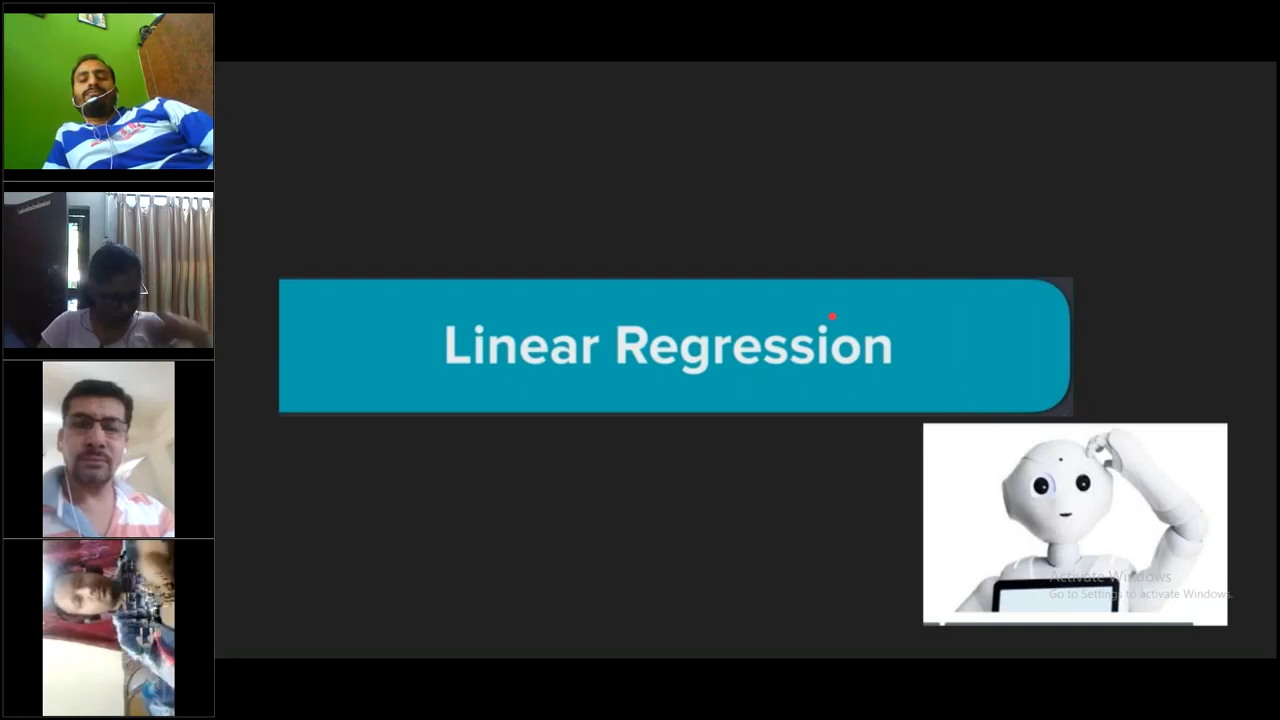 Linear Regression
Activate Windows
Go to Settings to activate Windows.